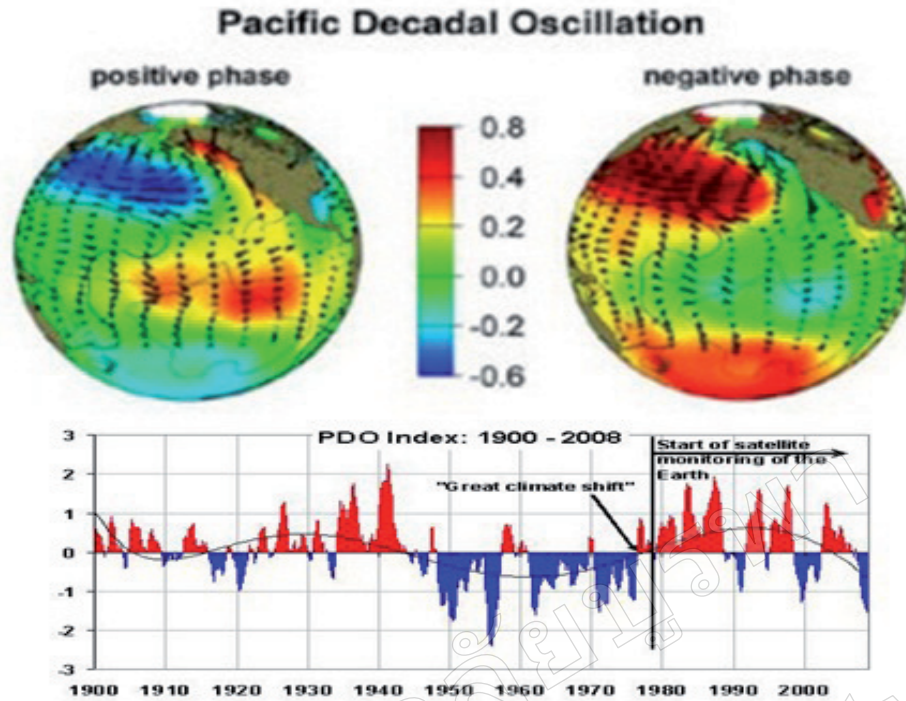 Pacific Decadal Oscillation
positive phase
negative phase
0.8
0.4
0.2
0.0
-0.2
-0.6
PDO Index: 1900 - 2008
Start of satellite
monitoring of the
Earth
"Great climate shift"
3
2
1
0
-1
-2
-3
1900 1910 1920 1930 1940 1950 1960 1970 1980 1990 2000